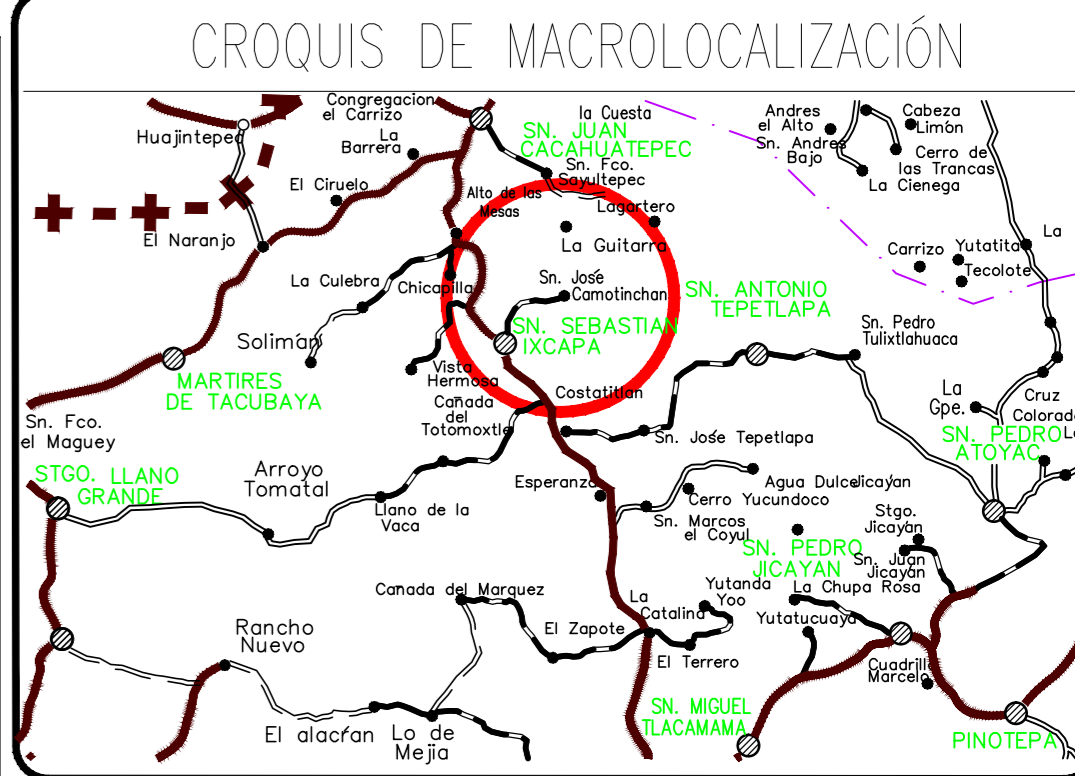 CROQUIS DE MACROLOCALIZACIÓN
Congregacion
el Carrizo
la Cuesta
Andres
el Alto
Cabeza
Limón
Huajintepec
La
Barrera
SN. JUAN
CACAHUATEPEC
Sn. Andres
Bajo
Cerro de
las Trancas
El Ciruelo
Sn. Fco.
Sayultepec
La Cienega
Alto de las
Mesas
Lagartero
El Naranjo
La Guitarra
Carrizo
Yutatita
La
Tecolote
La Culebra
Chicapilla
Sn. José
Camotinchan
SN. ANTONIO
TEPETLAPA
Solimán
SN. SEBASTIAN
IXCAPA
Sn. Pedro
Tulixtlahuaca
MARTIRES
DE TACUBAYA
Vista
Hermosa
Costatitlan
La
Gpe.
Cruz
Colorad
Sn. Fco.
el Maguey
Cañada
del
Totomoxtle
Sn. Jose Tepetlapa
SN. PEDRO
ATOYAC
STGO. LLANO
GRANDE
Arroyo
Tomatal
Esperanza
Agua Dulce
Jicayan
Cerro Yucundoco
Llano de la
Vaca
Sn. Marcos
el Coyul
Stgo.
Jicayán
SN. PEDRO
JICAYAN
Sn. Juan
Jicayán
Canada del Marquez
La
Catalina
Yutanda
Yoo
La Chupa Rosa
Rancho
Nuevo
El Zapote
Yutatucuaya
El Terrero
Cuadrill
Marcelo
El alacran
Lo de
Mejia
SN. MIGUEL
TLACAMAMA
PINOTEPA